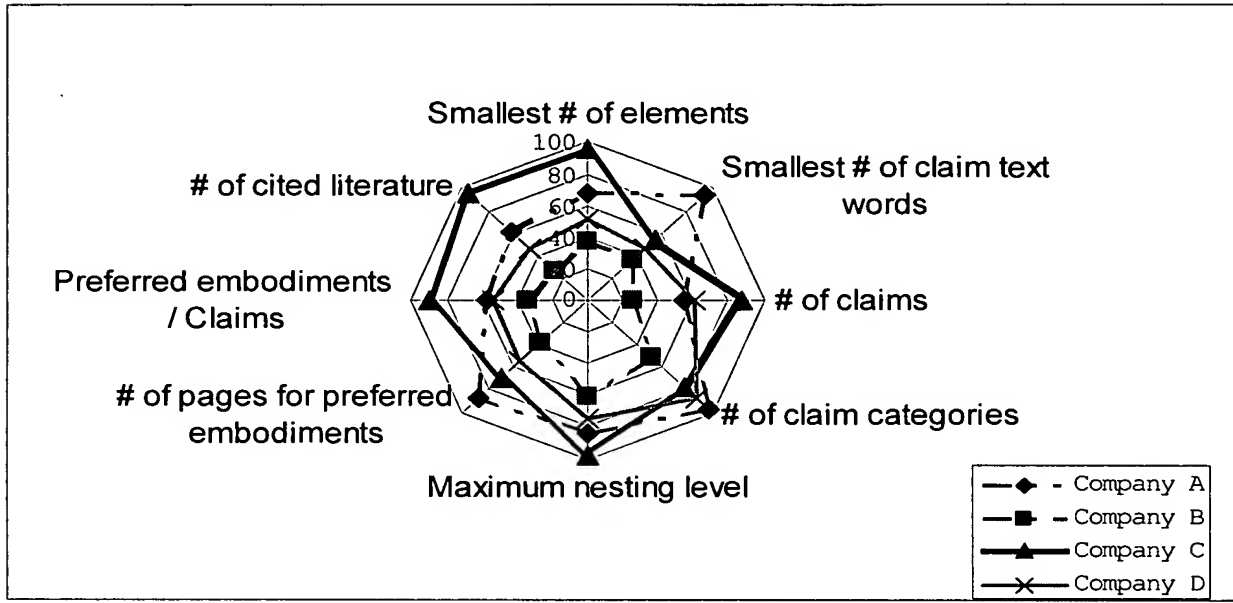 Smallest # of elements
100
80
60
40
20
0
Smallest # of claim text
words
# of claims
# of claim categories
Maximum nesting level
# of pages for preferred
embodiments
Preferred embodiments
/ Claims
# of cited literature
Company A
Company B
Company C
Company D